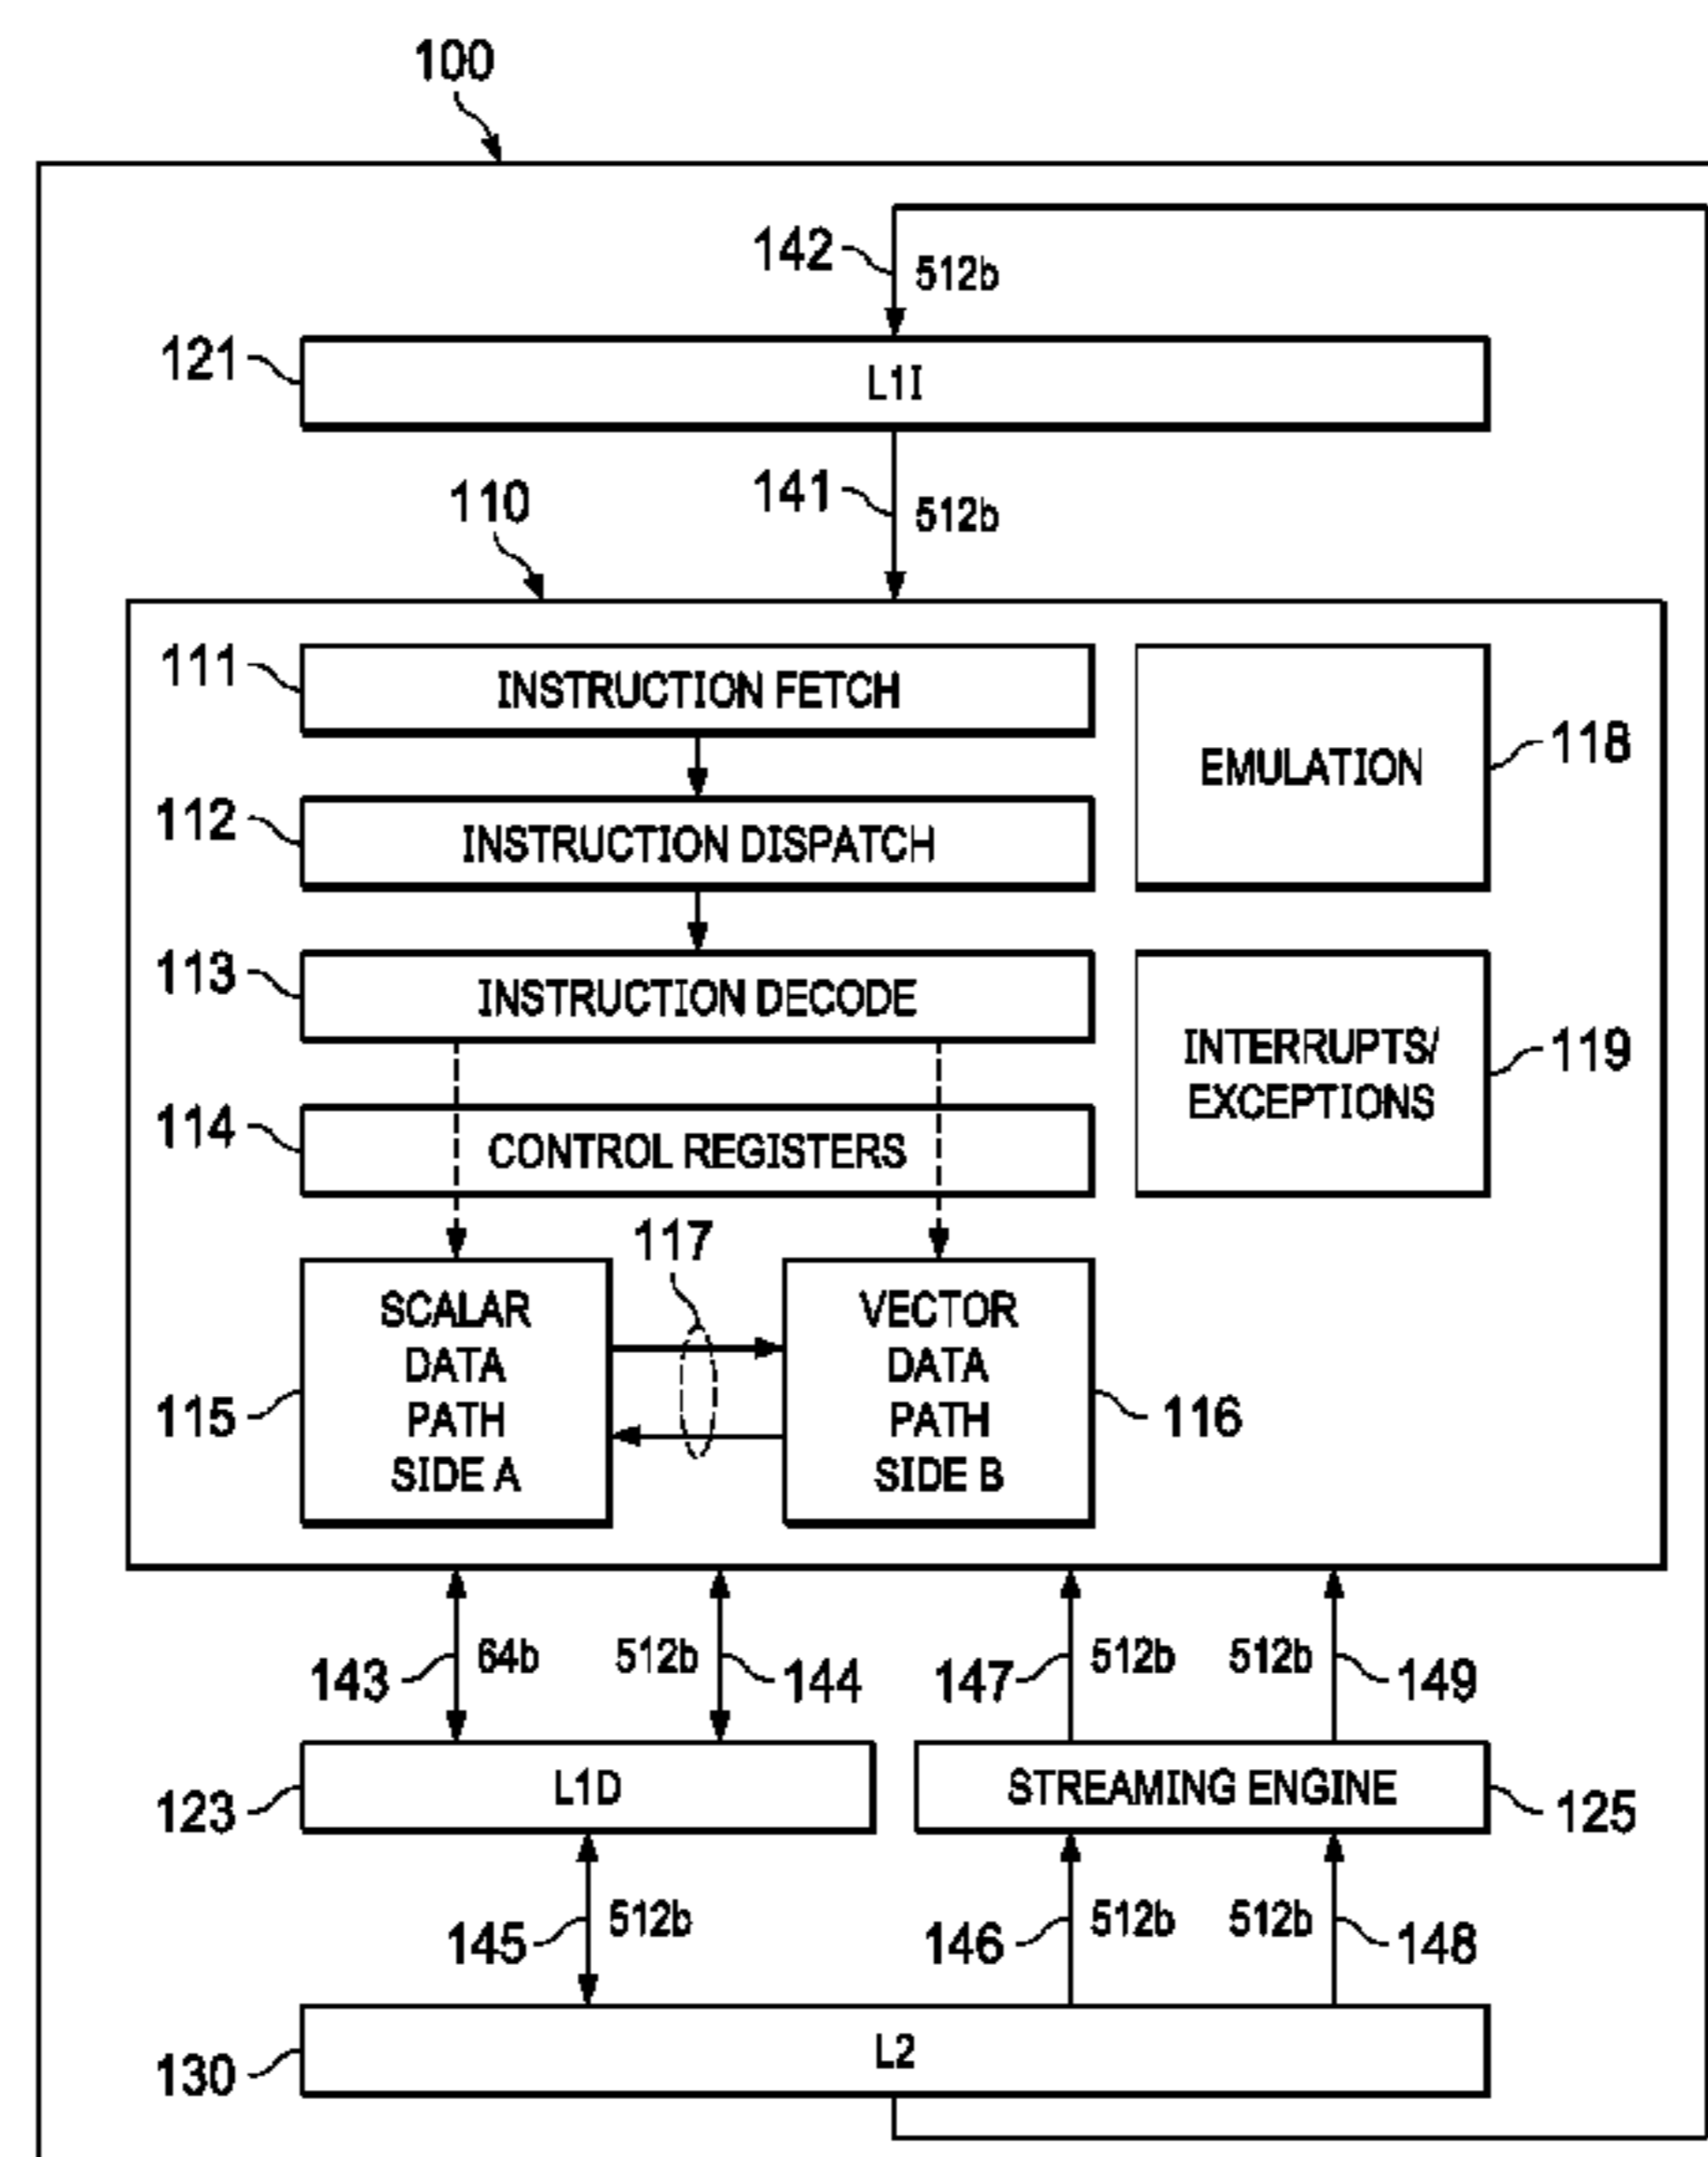 100
142
512b
121
L1I
110
141
512b
111
INSTRUCTION FETCH
EMULATION
118
112
INSTRUCTION DISPATCH
113
INSTRUCTION DECODE
INTERRUPTS/
EXCEPTIONS
119
114
CONTROL REGISTERS
117
SCALAR
DATA
PATH
SIDE A
115
VECTOR
DATA
PATH
SIDE B
116
143
64b
512b
144
147
512b
512b
149
123
L1D
STREAMING ENGINE
125
145
512b
146
512b
512b
148
130
L2